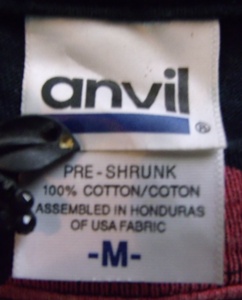 anvil
®
PRE - SHRUNK
100% COTTON/COTON
ASSEMBLED IN HONDURAS
OF USA FABRIC
-M-